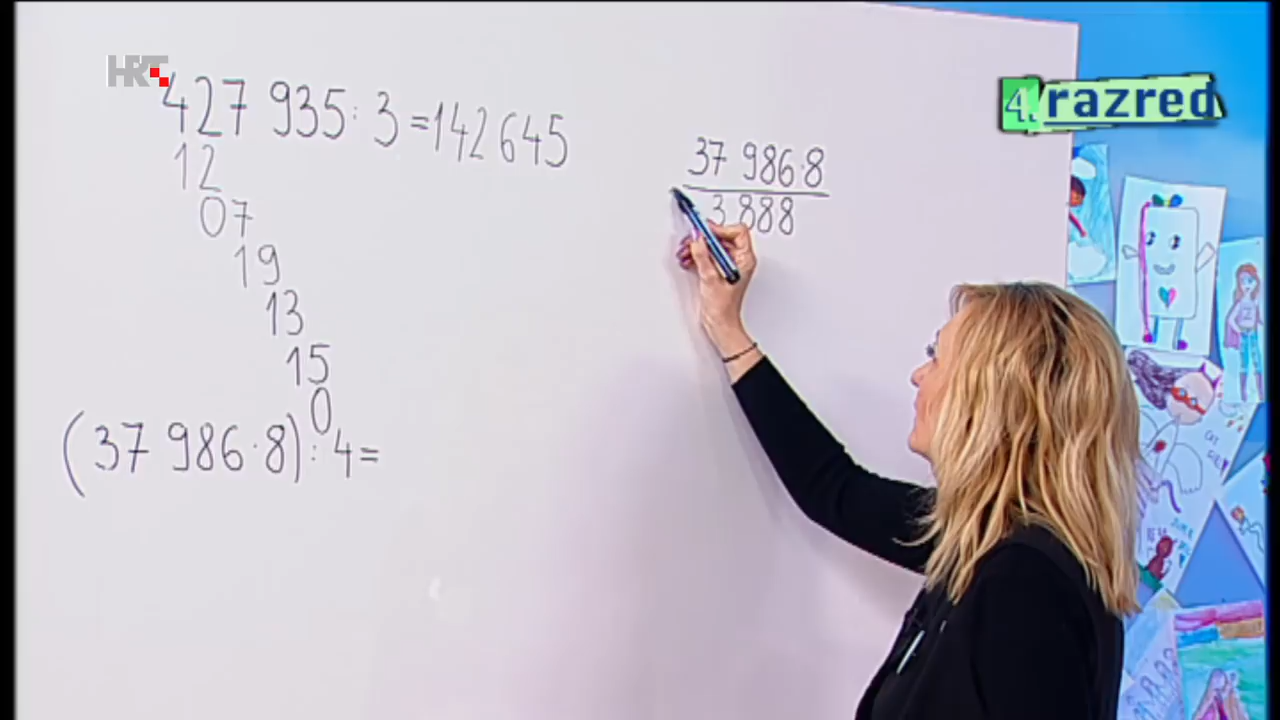 HRT
4. razred
427 935 : 3 = 142 645
12
07
19
13
15
0
(37 986 · 8) : 4 =
37 986 · 8
3 888